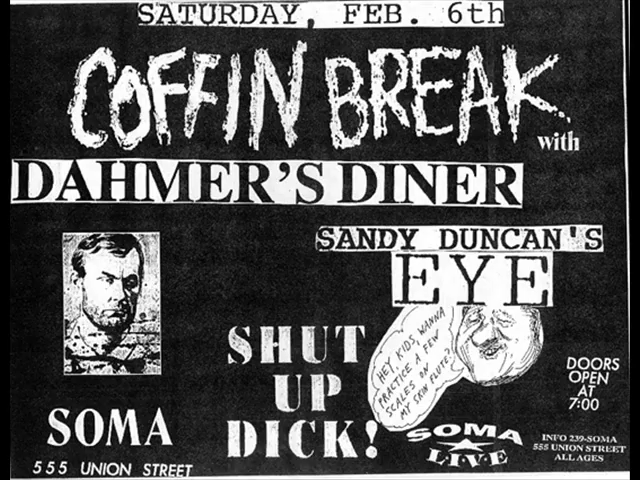 SATURDAY, FEB. 6th
COFFIN BREAK
with
DAHMER'S DINER
SANDY DUNCAN'S
EYE
HEY, KIDS, WANNA
PRACTICE A FEW
SCALES ON
MY SKIN FLUTE?
SHUT
UP
DICK!
DOORS
OPEN
AT
7:00
SOMA
555 UNION STREET
SOMA
LIVE
INFO 239-SOMA
555 UNION STREET
ALL AGES